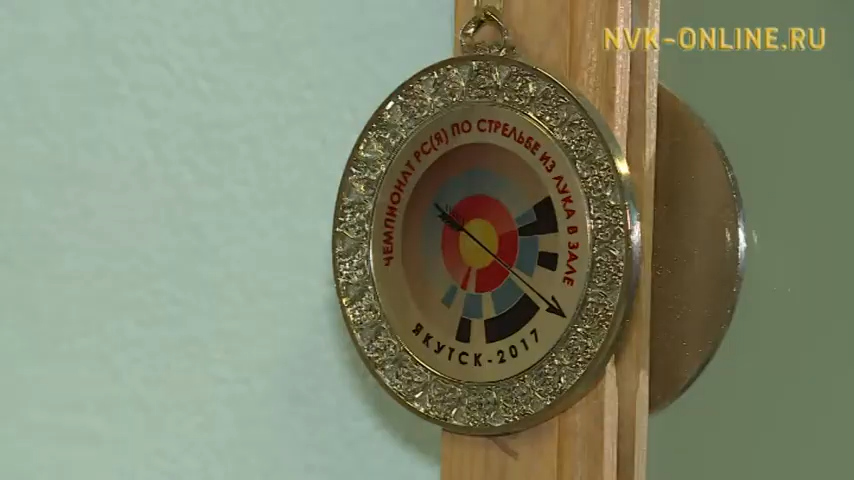 NVK-ONLINE.RU
ЧЕМПИОНАТ РС(Я) ПО СТРЕЛЬБЕ ИЗ ЛУКА В ЗАЛЕ
ЯКУТСК-2017